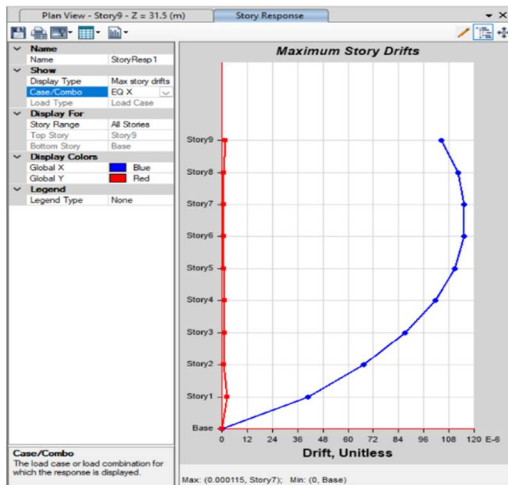 Plan View - Story9 - Z = 31.5 (m)
Story Response
Name
Name StoryResp1
Show
Display Type Max story drifts
Case/Combo EQ X
Load Type Load Case
Display For
Story Range All Stories
Top Story Story9
Bottom Story Base
Display Colors
Global X Blue
Global Y Red
Legend
Legend Type None
Case/Combo
The load case or load combination for
which the response is displayed.
Maximum Story Drifts
Story9
Story8
Story7
Story6
Story5
Story4
Story3
Story2
Story1
Base
0 12 24 36 48 60 72 84 96 108 120 E-6
Drift, Unitless
Max: (0.000115, Story7); Min: (0, Base)